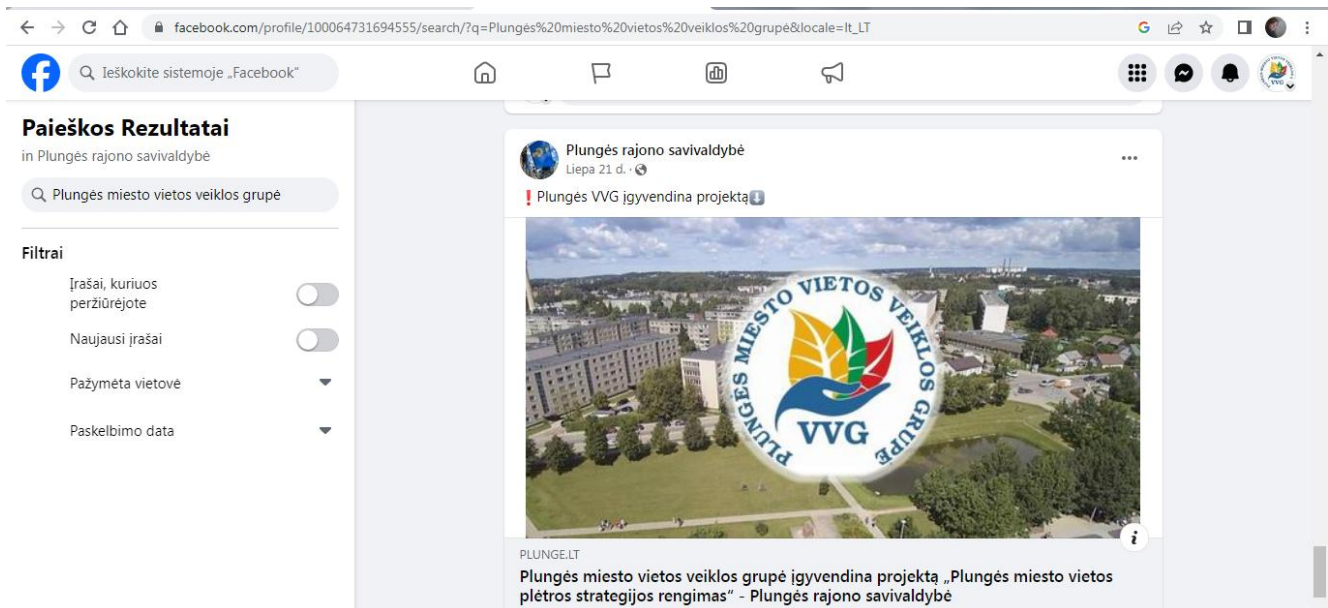 facebook.com/profile/100064731694555/search/?q=Plungės%20miesto%20vietos%20veiklos%20grupė&locale=lt_LT
Ieškokite sistemoje „Facebook“
Paieškos Rezultatai
in Plungės rajono savivaldybė
Plungės miesto vietos veiklos grupė
Filtrai
Įrašai, kuriuos
peržiūrėjote
Naujausi įrašai
Pažymėta vietovė
Paskelbimo data
Plungės rajono savivaldybė
Liepa 21 d. ·
❗Plungės VVG įgyvendina projektą⬇️
PLUNGĖS MIESTO VIETOS VEIKLOS GRUPĖ
VVG
PLUNGE.LT
Plungės miesto vietos veiklos grupė įgyvendina projektą „Plungės miesto vietos
plėtros strategijos rengimas“ - Plungės rajono savivaldybė